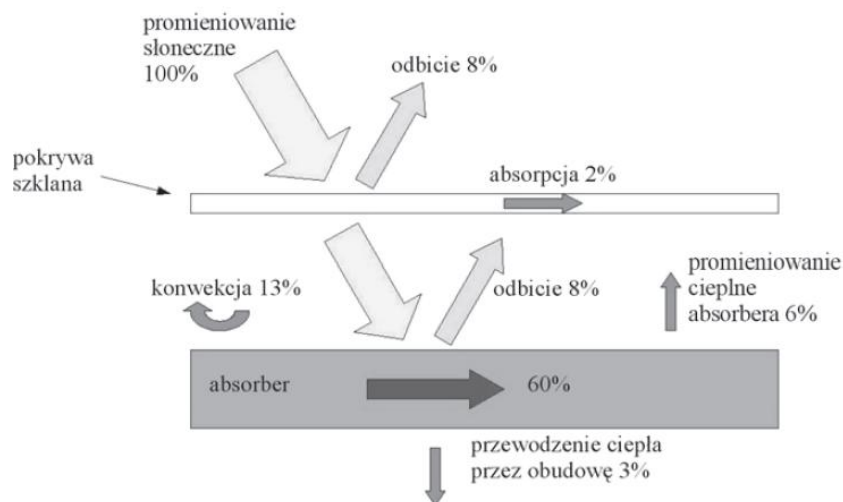 promieniowanie
słoneczne
100%
odbicie 8%
pokrywa
szklana
absorpcja 2%
konwekcja 13%
odbicie 8%
promieniowanie
cieplne
absorbera 6%
absorber
60%
przewodzenie ciepła
przez obudowę 3%